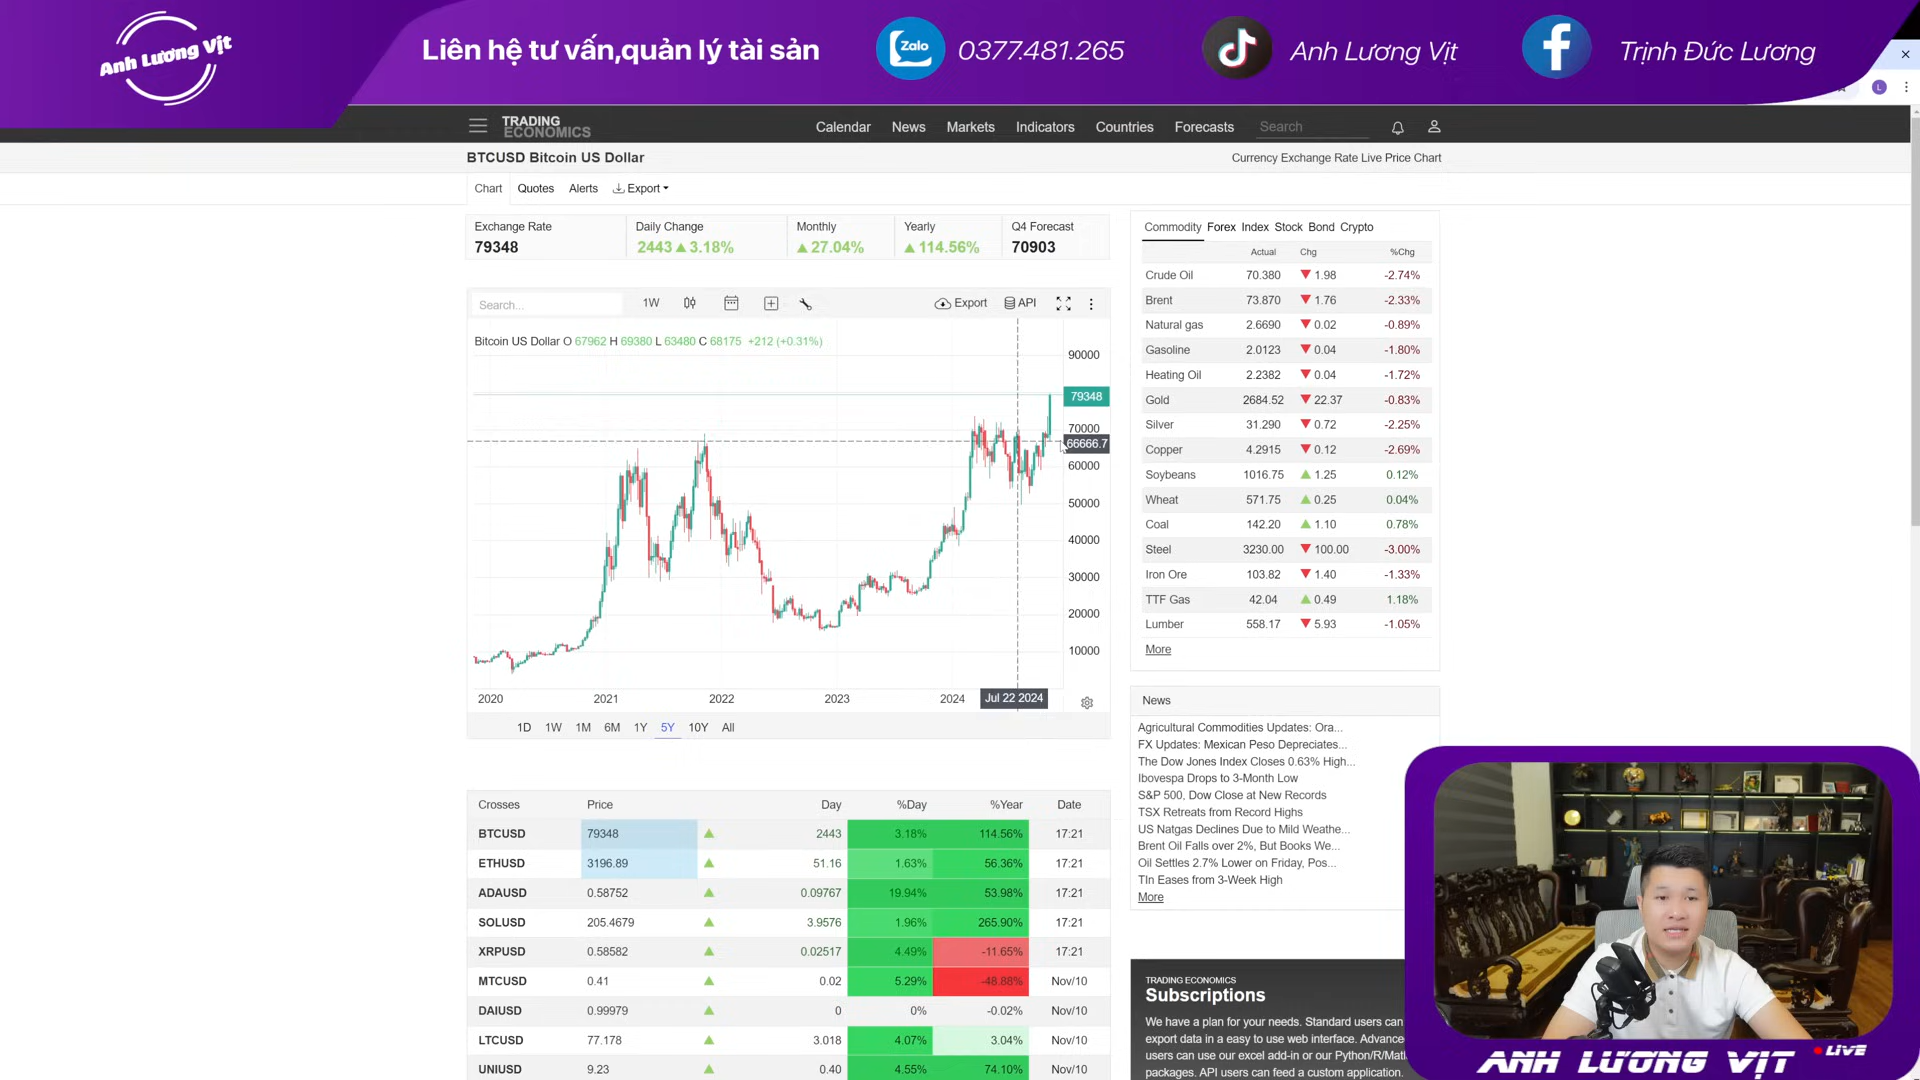 Anh Lương Vịt
Liên hệ tư vấn,quản lý tài sản
Zalo
0377.481.265
Anh Lương Vịt
Trịnh Đức Lương
TRADING
ECONOMICS
Calendar News Markets Indicators Countries Forecasts Search
BTCUSD Bitcoin US Dollar
Currency Exchange Rate Live Price Chart
Chart Quotes Alerts Export
Exchange Rate Daily Change Monthly Yearly Q4 Forecast
79348 2443 ▲3.18% ▲27.04% ▲114.56% 70903
Search... 1W Export API
Bitcoin US Dollar O 67962 H 69380 L 63480 C 68175 +212 (+0.31%)
90000
79348
70000
66666.7
60000
50000
40000
30000
20000
10000
2020 2021 2022 2023 2024 Jul 22 2024
1D 1W 1M 6M 1Y 5Y 10Y All
Commodity Forex Index Stock Bond Crypto
Actual Chg %Chg
Crude Oil 70.380 ▼ 1.98 -2.74%
Brent 73.870 ▼ 1.76 -2.33%
Natural gas 2.6690 ▼ 0.02 -0.89%
Gasoline 2.0123 ▼ 0.04 -1.80%
Heating Oil 2.2382 ▼ 0.04 -1.72%
Gold 2684.52 ▼ 22.37 -0.83%
Silver 31.290 ▼ 0.72 -2.25%
Copper 4.2915 ▼ 0.12 -2.69%
Soybeans 1016.75 ▲ 1.25 0.12%
Wheat 571.75 ▲ 0.25 0.04%
Coal 142.20 ▲ 1.10 0.78%
Steel 3230.00 ▼ 100.00 -3.00%
Iron Ore 103.82 ▼ 1.40 -1.33%
TTF Gas 42.04 ▲ 0.49 1.18%
Lumber 558.17 ▼ 5.93 -1.05%
More
News
Agricultural Commodities Updates: Ora...
FX Updates: Mexican Peso Depreciates...
The Dow Jones Index Closes 0.63% High...
Ibovespa Drops to 3-Month Low
S&P 500, Dow Close at New Records
TSX Retreats from Record Highs
US Natgas Declines Due to Mild Weathe...
Brent Oil Falls over 2%, But Books We...
Oil Settles 2.7% Lower on Friday, Pos...
TIn Eases from 3-Week High
More
Crosses Price Day %Day %Year Date
BTCUSD 79348 ▲ 2443 3.18% 114.56% 17:21
ETHUSD 3196.89 ▲ 51.16 1.63% 56.36% 17:21
ADAUSD 0.58752 ▲ 0.09767 19.94% 53.98% 17:21
SOLUSD 205.4679 ▲ 3.9576 1.96% 265.90% 17:21
XRPUSD 0.58582 ▲ 0.02517 4.49% -11.65% 17:21
MTCUSD 0.41 ▲ 0.02 5.29% -48.88% Nov/10
DAIUSD 0.99979 ▲ 0 0% -0.02% Nov/10
LTCUSD 77.178 ▲ 3.018 4.07% 3.04% Nov/10
UNIUSD 9.23 ▲ 0.40 4.55% 74.10% Nov/10
TRADING ECONOMICS
Subscriptions
We have a plan for your needs. Standard users can
export data in a easy to use web interface. Advance
users can use our excel add-in or our Python/R/Matl
packages. API users can feed a custom application.
ANH LƯƠNG VỊT LIVE